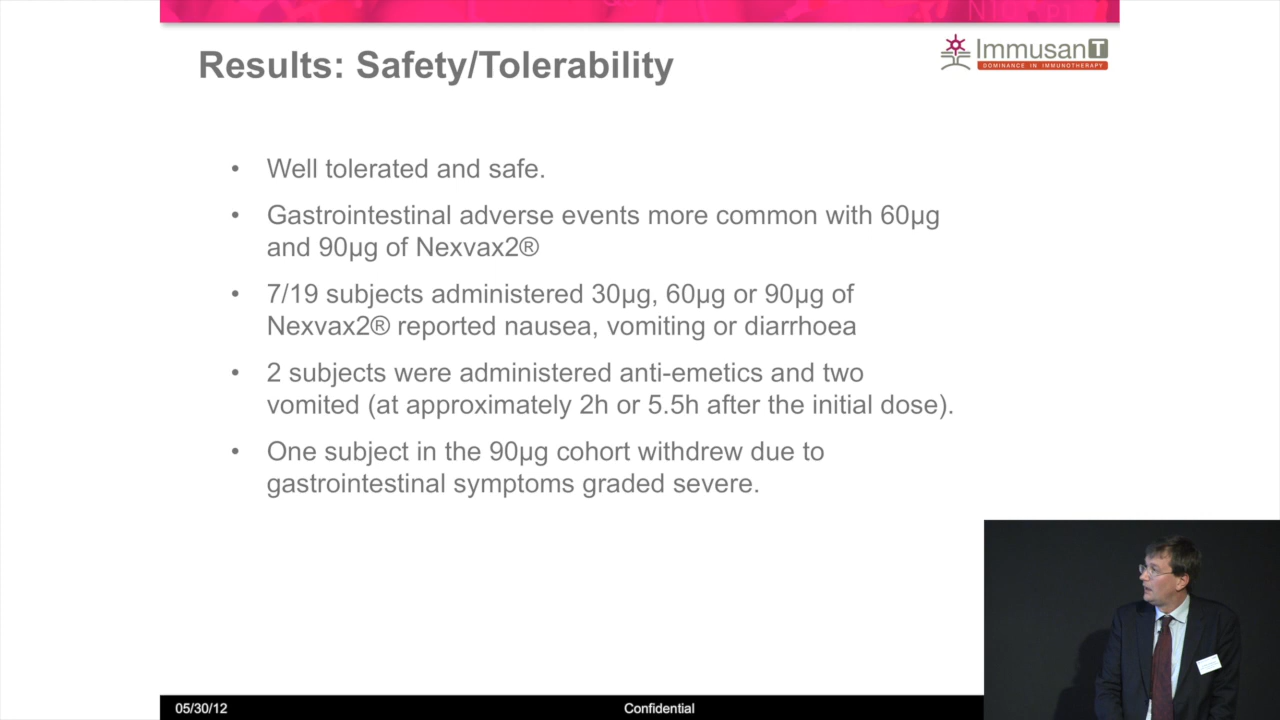 Results: Safety/Tolerability
ImmusanT
DOMINANCE IN IMMUNOTHERAPY
• Well tolerated and safe.
• Gastrointestinal adverse events more common with 60µg
and 90µg of Nexvax2®
• 7/19 subjects administered 30µg, 60µg or 90µg of
Nexvax2® reported nausea, vomiting or diarrhoea
• 2 subjects were administered anti-emetics and two
vomited (at approximately 2h or 5.5h after the initial dose).
• One subject in the 90µg cohort withdrew due to
gastrointestinal symptoms graded severe.
05/30/12
Confidential